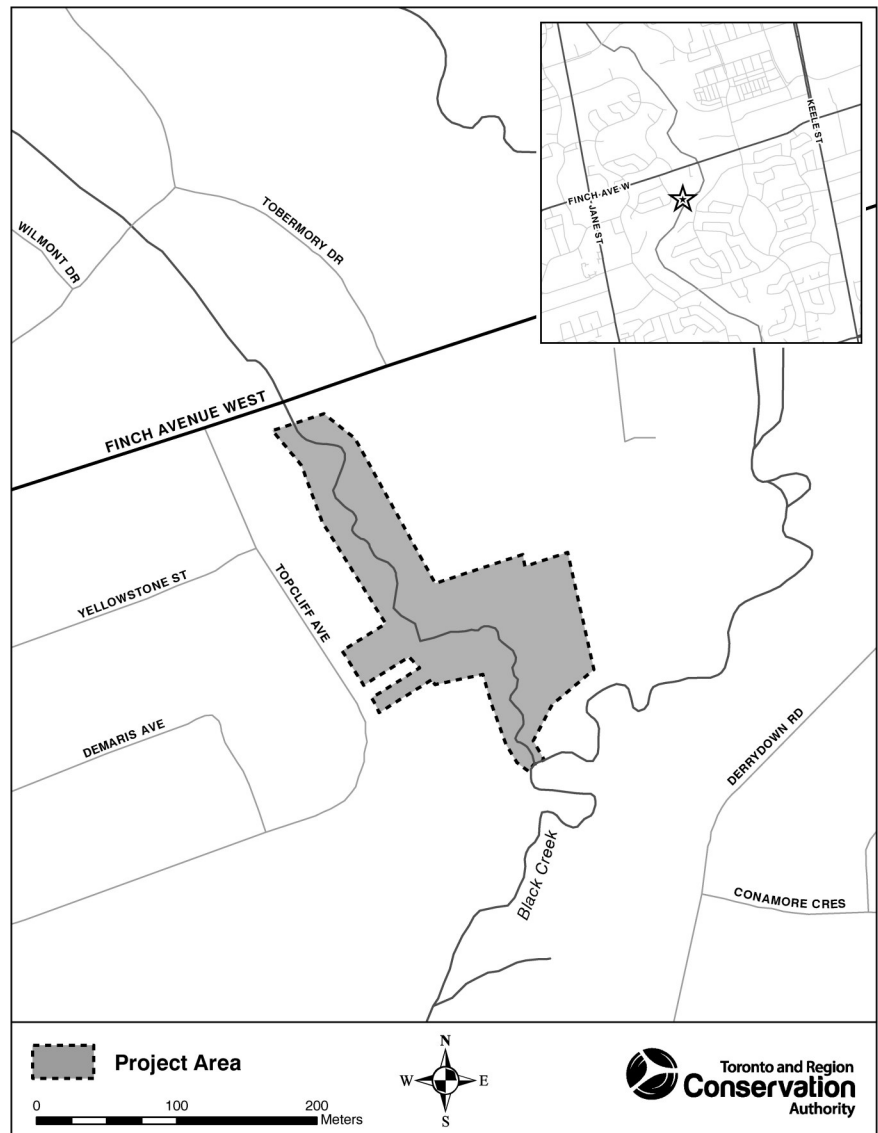 KEELE ST
FINCH AVE W
JANE ST
WILMONT DR
TOBERMORY DR
FINCH AVENUE WEST
YELLOWSTONE ST
TOPCLIFF AVE
DEMARIS AVE
DERRYDOWN RD
Black Creek
CONAMORE CRES
Project Area
0 100 200
Meters
N
W E
S
Toronto and Region
Conservation
Authority